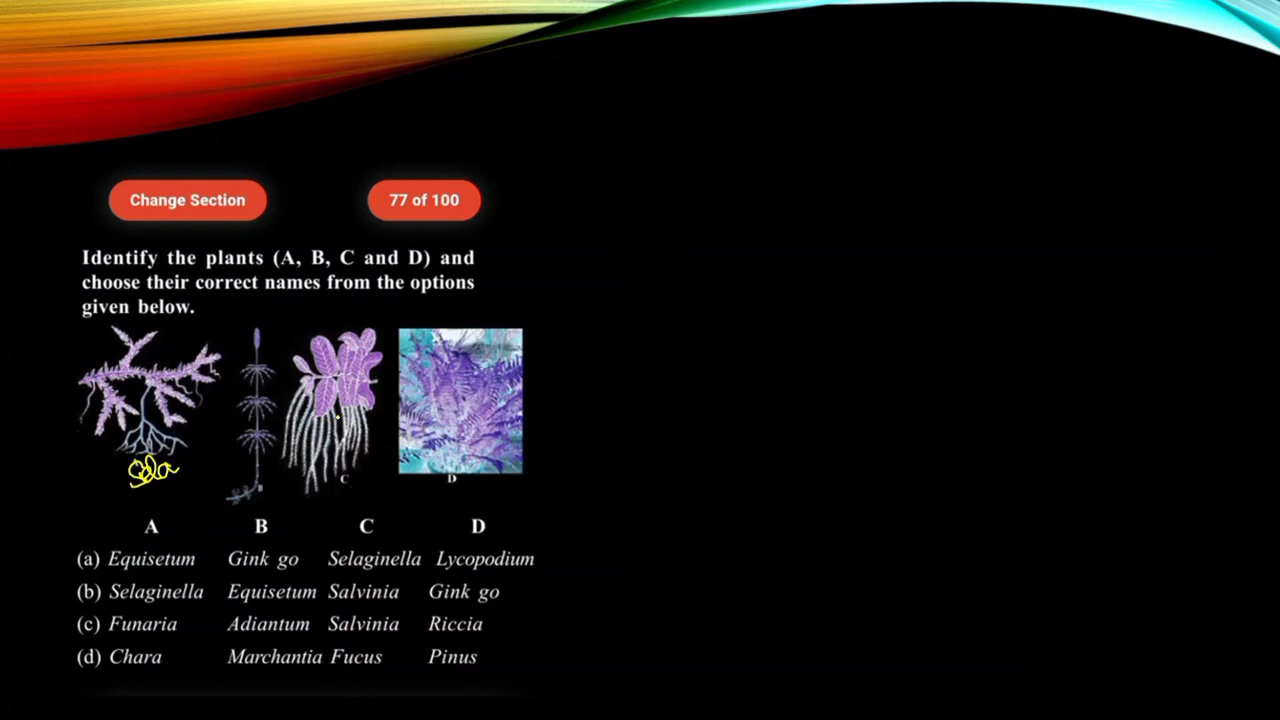 Change Section 77 of 100
Identify the plants (A, B, C and D) and
choose their correct names from the options
given below.
Sela
B
C D
A B C D
(a) Equisetum Gink go Selaginella Lycopodium
(b) Selaginella Equisetum Salvinia Gink go
(c) Funaria Adiantum Salvinia Riccia
(d) Chara Marchantia Fucus Pinus